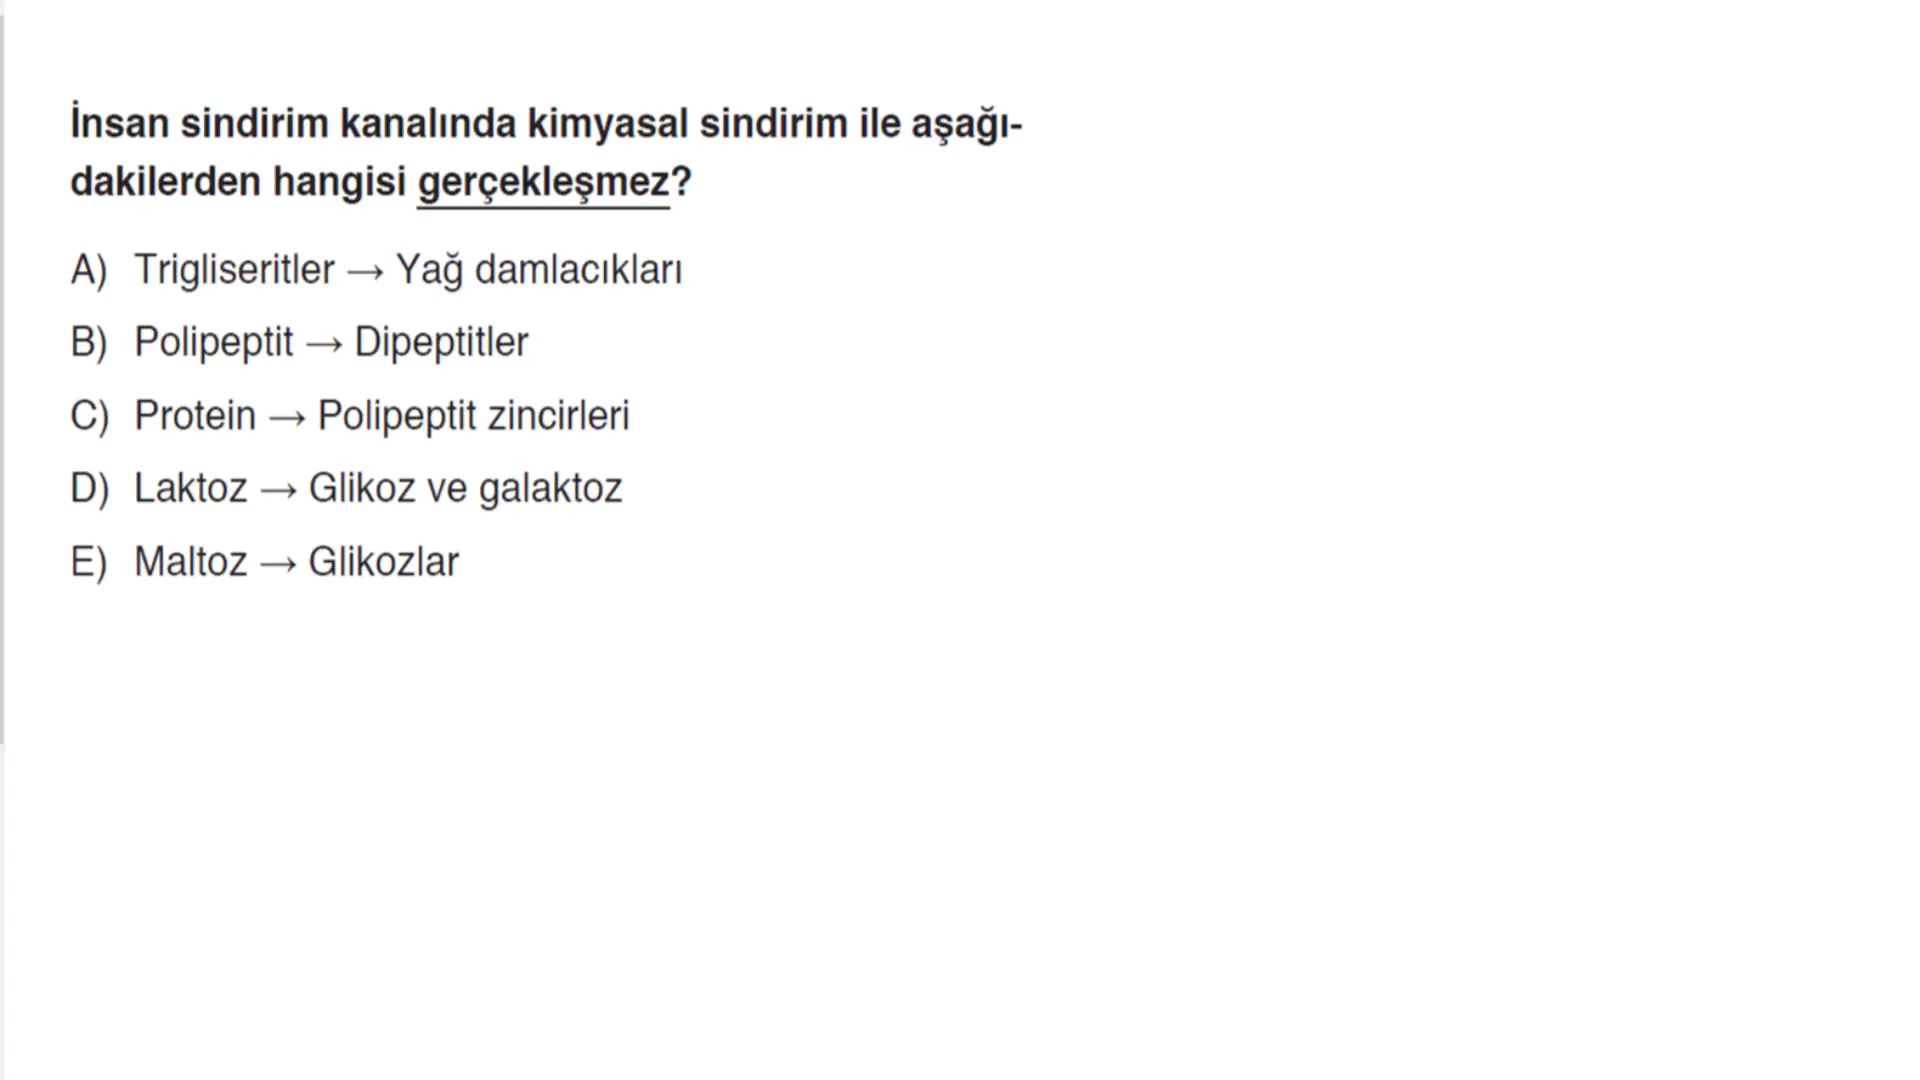 İnsan sindirim kanalında kimyasal sindirim ile aşağı-
dakilerden hangisi gerçekleşmez?
A) Trigliseritler → Yağ damlacıkları
B) Polipeptit → Dipeptitler
C) Protein → Polipeptit zincirleri
D) Laktoz → Glikoz ve galaktoz
E) Maltoz → Glikozlar